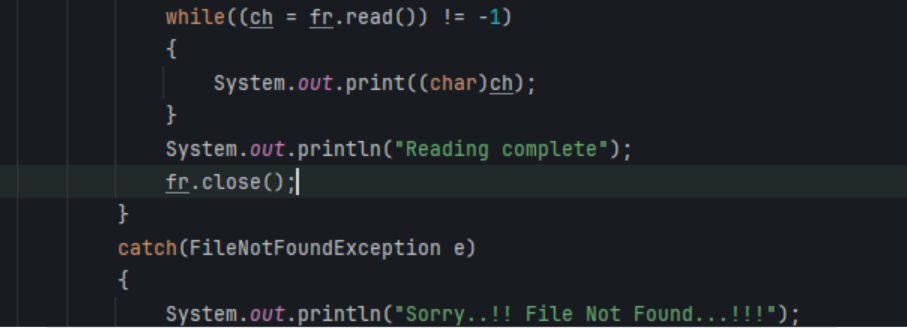 while((ch = fr.read()) != -1)
{
System.out.print((char)ch);
}
System.out.println("Reading complete");
fr.close();
}
catch(FileNotFoundException e)
{
System.out.println("Sorry..!! File Not Found...!!!");